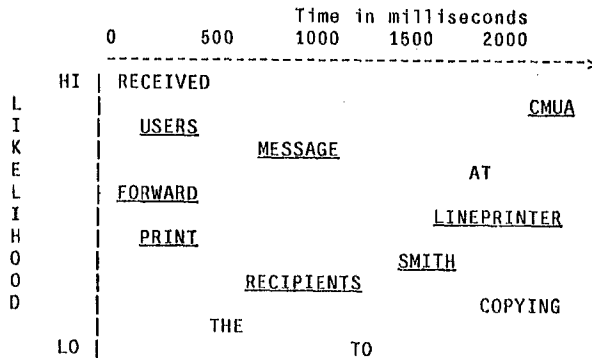 Time in milliseconds
0 500 1000 1500 2000
HI RECEIVED
CMUA
USERS
MESSAGE
AT
FORWARD
LINEPRINTER
PRINT
SMITH
RECIPIENTS
COPYING
THE
LO TO
LIKELIHOOD